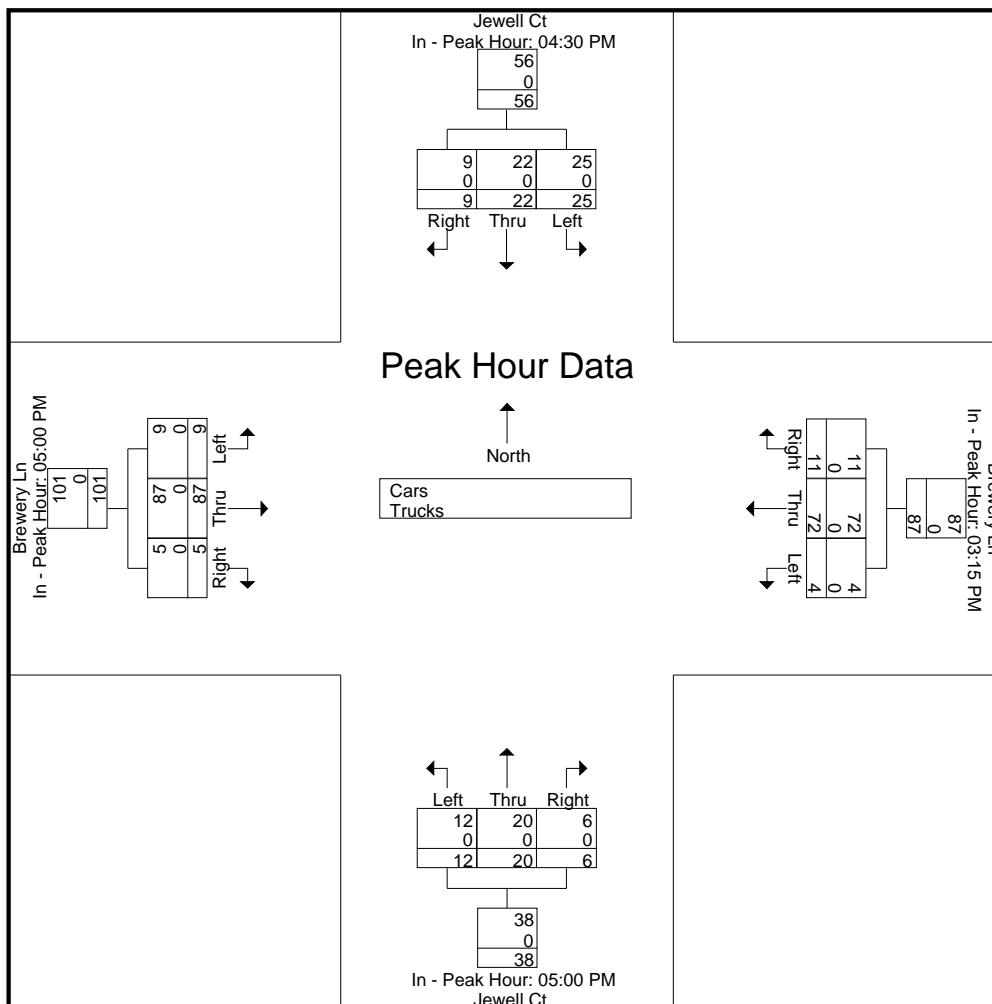 Jewell Ct
In - Peak Hour: 04:30 PM
56
0
56
9 22 25
0 0 0
9 22 25
Right Thru Left
Peak Hour Data
North
Cars
Trucks
Brewery Ln
In - Peak Hour: 05:00 PM
101
0
101
9 0 9
Left
87 0 87
Thru
5 0 5
Right
Right
11 0 11
Thru
72 0 72
Left
4 0 4
87
0
87
In - Peak Hour: 03:15 PM
Brewery Ln
Left Thru Right
12 20 6
0 0 0
12 20 6
38
0
38
In - Peak Hour: 05:00 PM
Jewell Ct